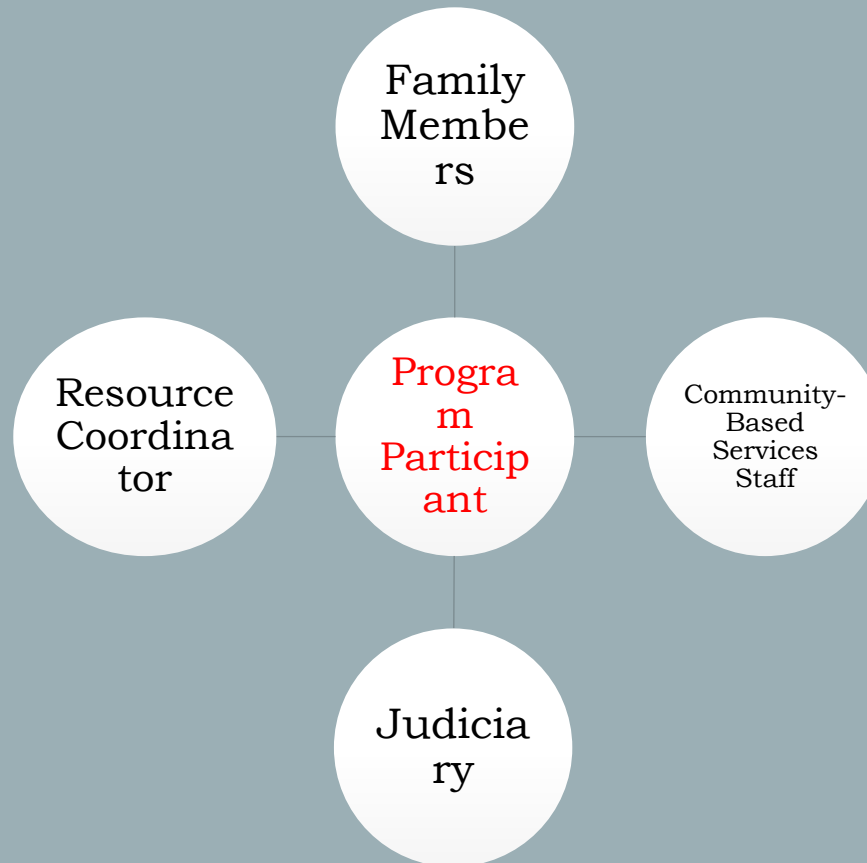 Family
Membe
rs
Resource
Coordina
tor
Progra
m
Particip
ant
Community-
Based
Services
Staff
Judicia
ry